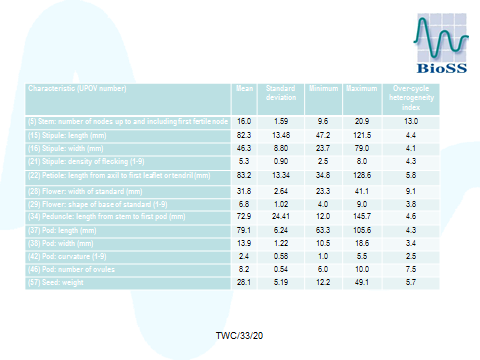 BioSS
Characteristic (UPOV number) Mean Standard deviation Minimum Maximum Over-cycle heterogeneity index
(5) Stem: number of nodes up to and including first fertile node 16.0 1.59 9.6 20.9 13.0
(15) Stipule: length (mm) 82.3 13.48 47.2 121.5 4.4
(16) Stipule: width (mm) 46.3 8.80 23.7 79.0 4.1
(21) Stipule: density of flecking (1-9) 5.3 0.90 2.5 8.0 4.3
(22) Petiole: length from axil to first leaflet or tendril (mm) 83.2 13.34 34.8 128.6 5.8
(28) Flower: width of standard (mm) 31.8 2.64 23.3 41.1 9.1
(29) Flower: shape of base of standard (1-9) 6.8 1.02 4.0 9.0 3.8
(34) Peduncle: length from stem to first pod (mm) 72.9 24.41 12.0 145.7 4.6
(37) Pod: length (mm) 79.1 6.24 63.3 105.6 4.3
(38) Pod: width (mm) 13.9 1.22 10.5 18.6 3.4
(42) Pod: curvature (1-9) 2.4 0.58 1.0 5.5 2.5
(46) Pod: number of ovules 8.2 0.54 6.0 10.0 7.5
(57) Seed: weight 28.1 5.19 12.2 49.1 5.7
TWC/33/20